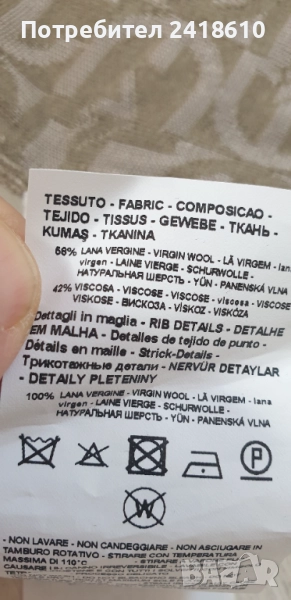 Потребител 2418610
TESSUTO - FABRIC - COMPOSICAO -
TEJIDO - TISSUS - GEWEBE - ТКАНЬ -
KUMAŞ - TKANINA
58% LANA VERGINE - VIRGIN WOOL - LÃ VIRGEM - lana
virgen - LAINE VIERGE - SCHURWOLLE -
НАТУРАЛЬНАЯ ШЕРСТЬ - YÜN - PANENSKÁ VLNA
42% VISCOSA - VISCOSE - VISCOSE - viscosa - VISCOSE
VISKOSE - ВИСКОЗА - VİSKOZ - VISKÓZA
Dettagli in maglia - RIB DETAILS - DETALHE
EM MALHA - Detalles de tejido de punto -
Détails en maille - Strick-Details -
Трикотажные детали - NERVÜR DETAYLAR
- DETAILY PLETENINY
100% LANA VERGINE - VIRGIN WOOL - LÃ VIRGEM - lana
virgen - LAINE VIERGE - SCHURWOLLE -
НАТУРАЛЬНАЯ ШЕРСТЬ - YÜN - PANENSKÁ VLNA
P
W
- NON LAVARE - NON CANDEGGIARE - NON ASCIUGARE IN
TAMBURO ROTATIVO - STIRARE CON TEMPERATURA
MASSIMA DI 110°C
CAUSARE
bazar